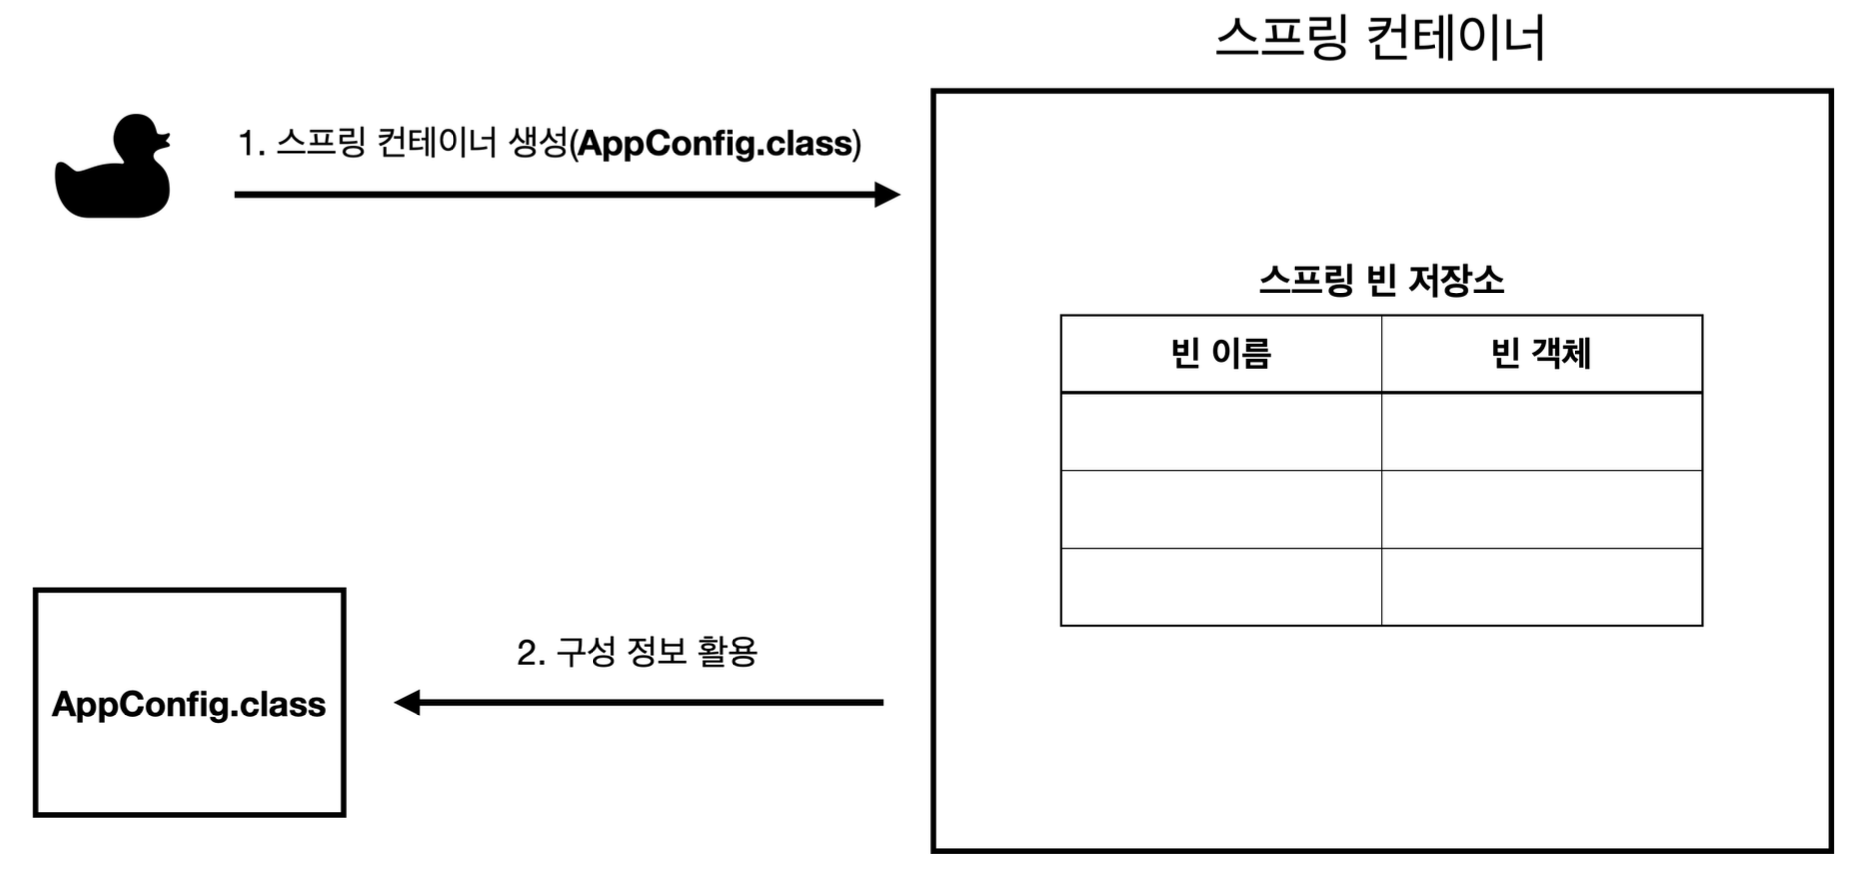 스프링 컨테이너
1. 스프링 컨테이너 생성(AppConfig.class)
스프링 빈 저장소
빈 이름 빈 객체
2. 구성 정보 활용
AppConfig.class